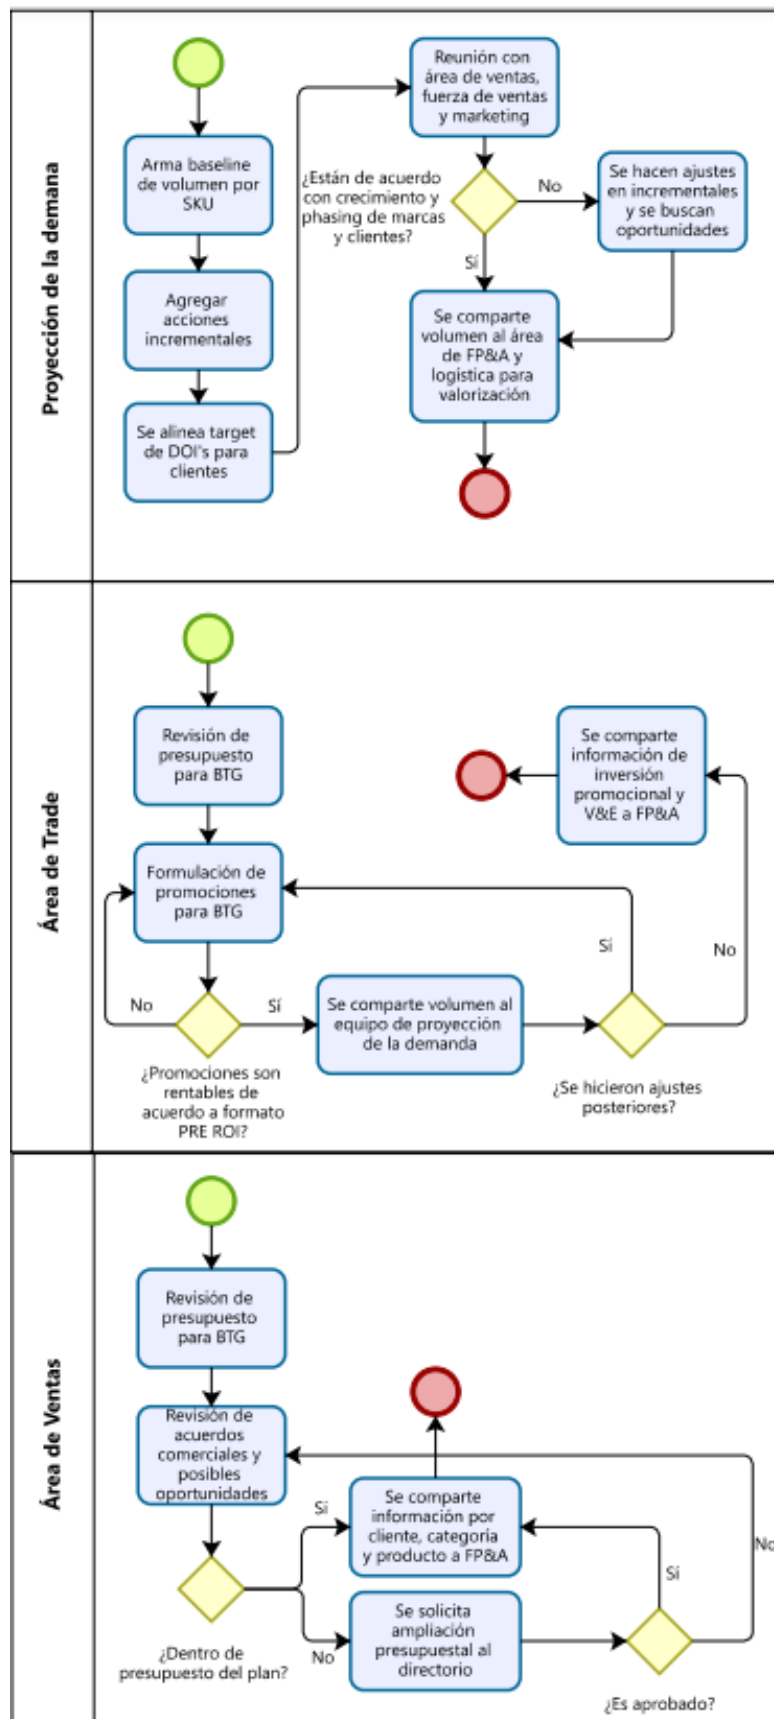 Proyección de la demana
Arma baseline
de volumen por
SKU
Agregar
acciones
incrementales
Se alinea target
de DOI's para
clientes
Reunión con
área de ventas,
fuerza de ventas
y marketing
¿Están de acuerdo
con crecimiento y
phasing de marcas
y clientes?
No
Sí
Se hacen ajustes
en incrementales
y se buscan
oportunidades
Se comparte
volumen al área
de FP&A y
logística para
valorización
Área de Trade
Revisión de
presupuesto
para BTG
Formulación de
promociones
para BTG
No
Sí
¿Promociones son
rentables de
acuerdo a formato
PRE ROI?
Se comparte volumen al
equipo de proyección
de la demanda
¿Se hicieron ajustes
posteriores?
Sí
No
Se comparte
información de
inversión
promocional y
V&E a FP&A
Área de Ventas
Revisión de
presupuesto
para BTG
Revisión de
acuerdos
comerciales y
posibles
oportunidades
¿Dentro de
presupuesto del plan?
Sí
No
Se comparte
información por
cliente, categoría
y producto a FP&A
Se solicita
ampliación
presupuestal al
directorio
Sí
No
¿Es aprobado?